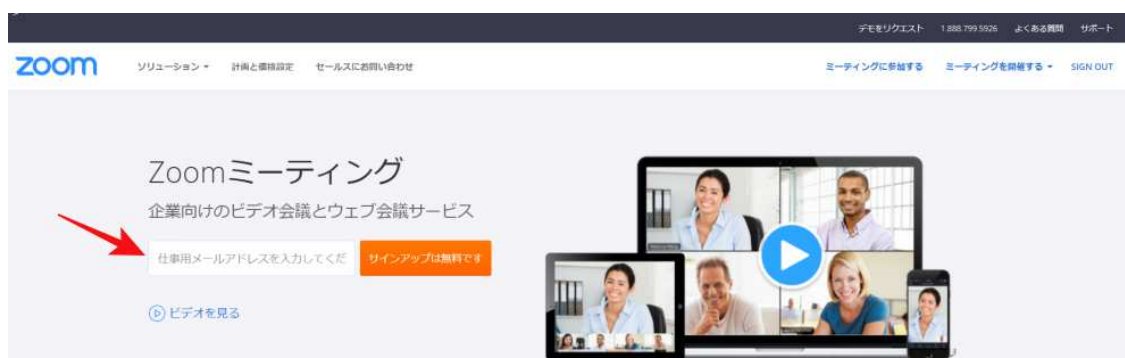 デモをリクエスト 1.888.799.5926 よくある質問 サポート
zoom ソリューション 計画と価格設定 セールスにお問い合わせ ミーティングに参加する ミーティングを開催する SIGN OUT
Zoomミーティング
企業向けのビデオ会議とウェブ会議サービス
仕事用メールアドレスを入力してくだ サインアップは無料です
ビデオを見る